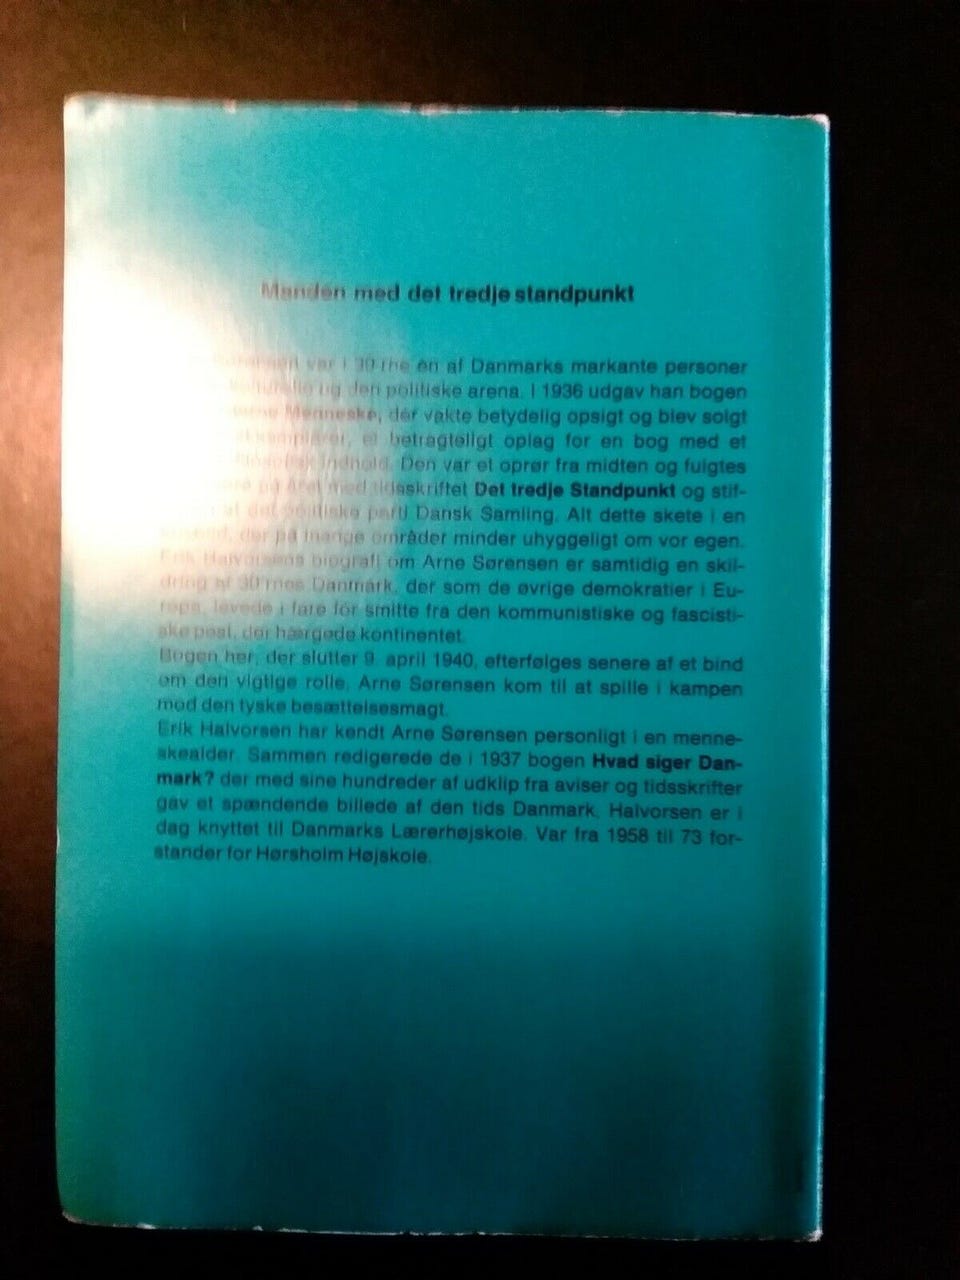 Manden med det tredje standpunkt
var i 30'rne en af Danmarks markante personer
og den politiske arena. I 1936 udgav han bogen
Menneske, der vakte betydelig opsigt og blev solgt
et betragteligt oplag for en bog med et
indhold. Den var et oprør fra midten og fulgtes
på året med tidsskriftet Det tredje Standpunkt og stif-
af det politiske parti Dansk Samling. Alt dette skete i en
der på mange områder minder uhyggeligt om vor egen.
Erik Halvorsens biografi om Arne Sørensen er samtidig en skil-
dring af 30'rnes Danmark, der som de øvrige demokratier i Eu-
ropa, levede i fare for smitte fra den kommunistiske og fascisti-
ske pest, der hærgede kontinentet.
Bogen her, der slutter 9. april 1940, efterfølges senere af et bind
om den vigtige rolle, Arne Sørensen kom til at spille i kampen
mod den tyske besættelsesmagt.
Erik Halvorsen har kendt Arne Sørensen personligt i en menne-
skealder. Sammen redigerede de i 1937 bogen Hvad siger Dan-
mark? der med sine hundreder af udklip fra aviser og tidsskrifter
gav et spændende billede af den tids Danmark. Halvorsen er i
dag knyttet til Danmarks Lærerhøjskole. Var fra 1958 til 73 for-
stander for Hørsholm Højskole.